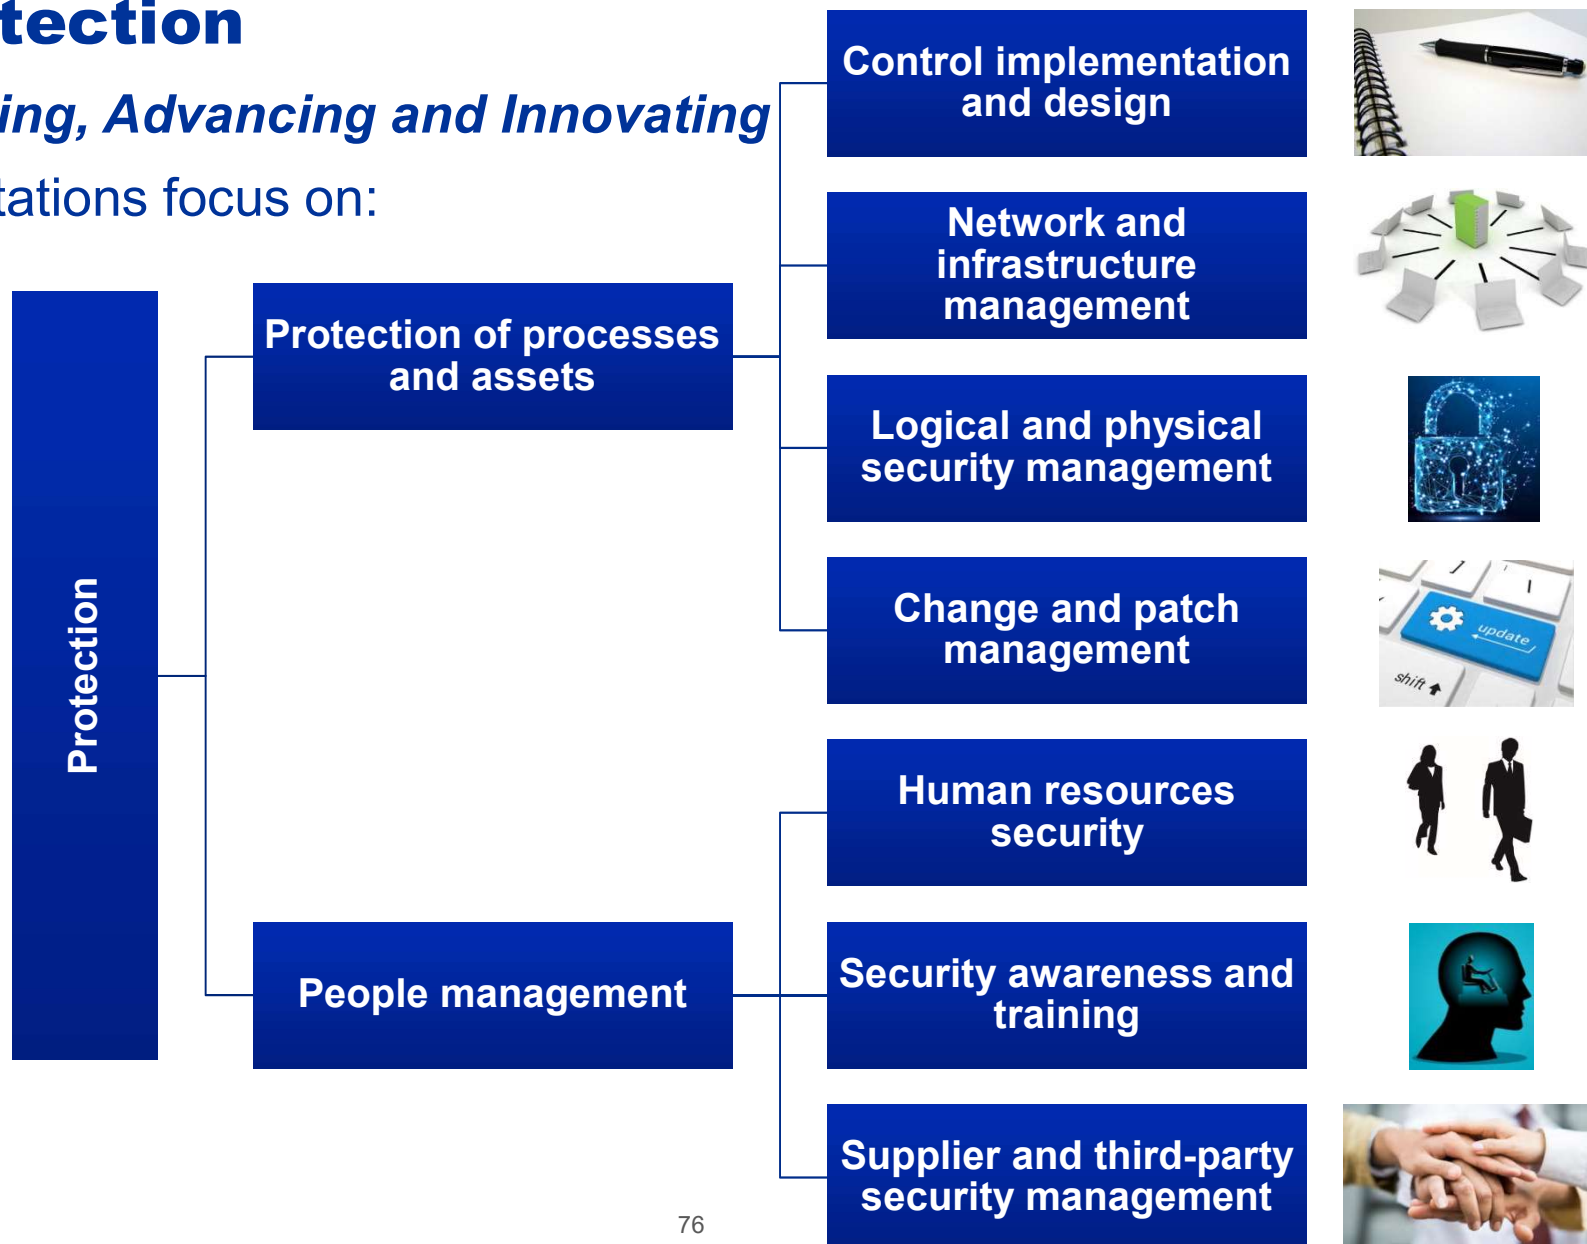 tection
ing, Advancing and Innovating
tations focus on:
Protection
Protection of processes
and assets
Control implementation
and design
Network and
infrastructure
management
Logical and physical
security management
Change and patch
management
update
shift
People management
Human resources
security
Security awareness and
training
Supplier and third-party
security management
76